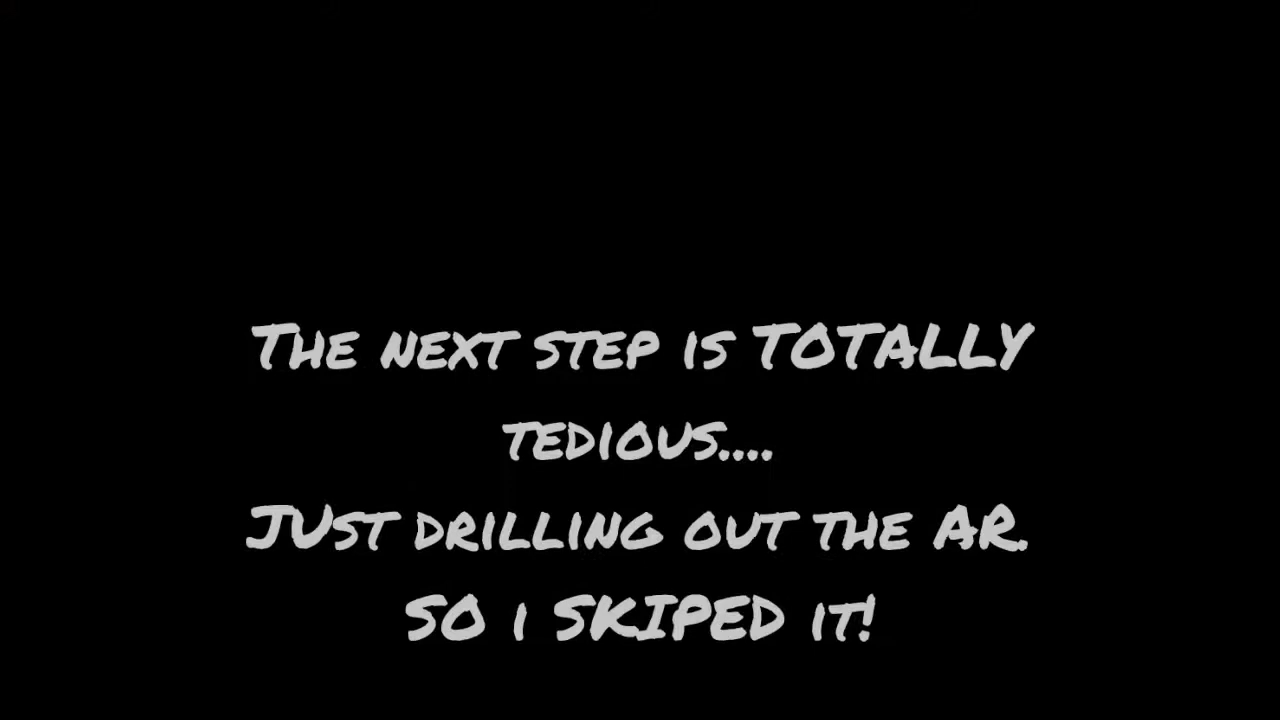 The next step is TOTALLY
tedious....
JUst drilling out the AR.
SO i SKIPED it!